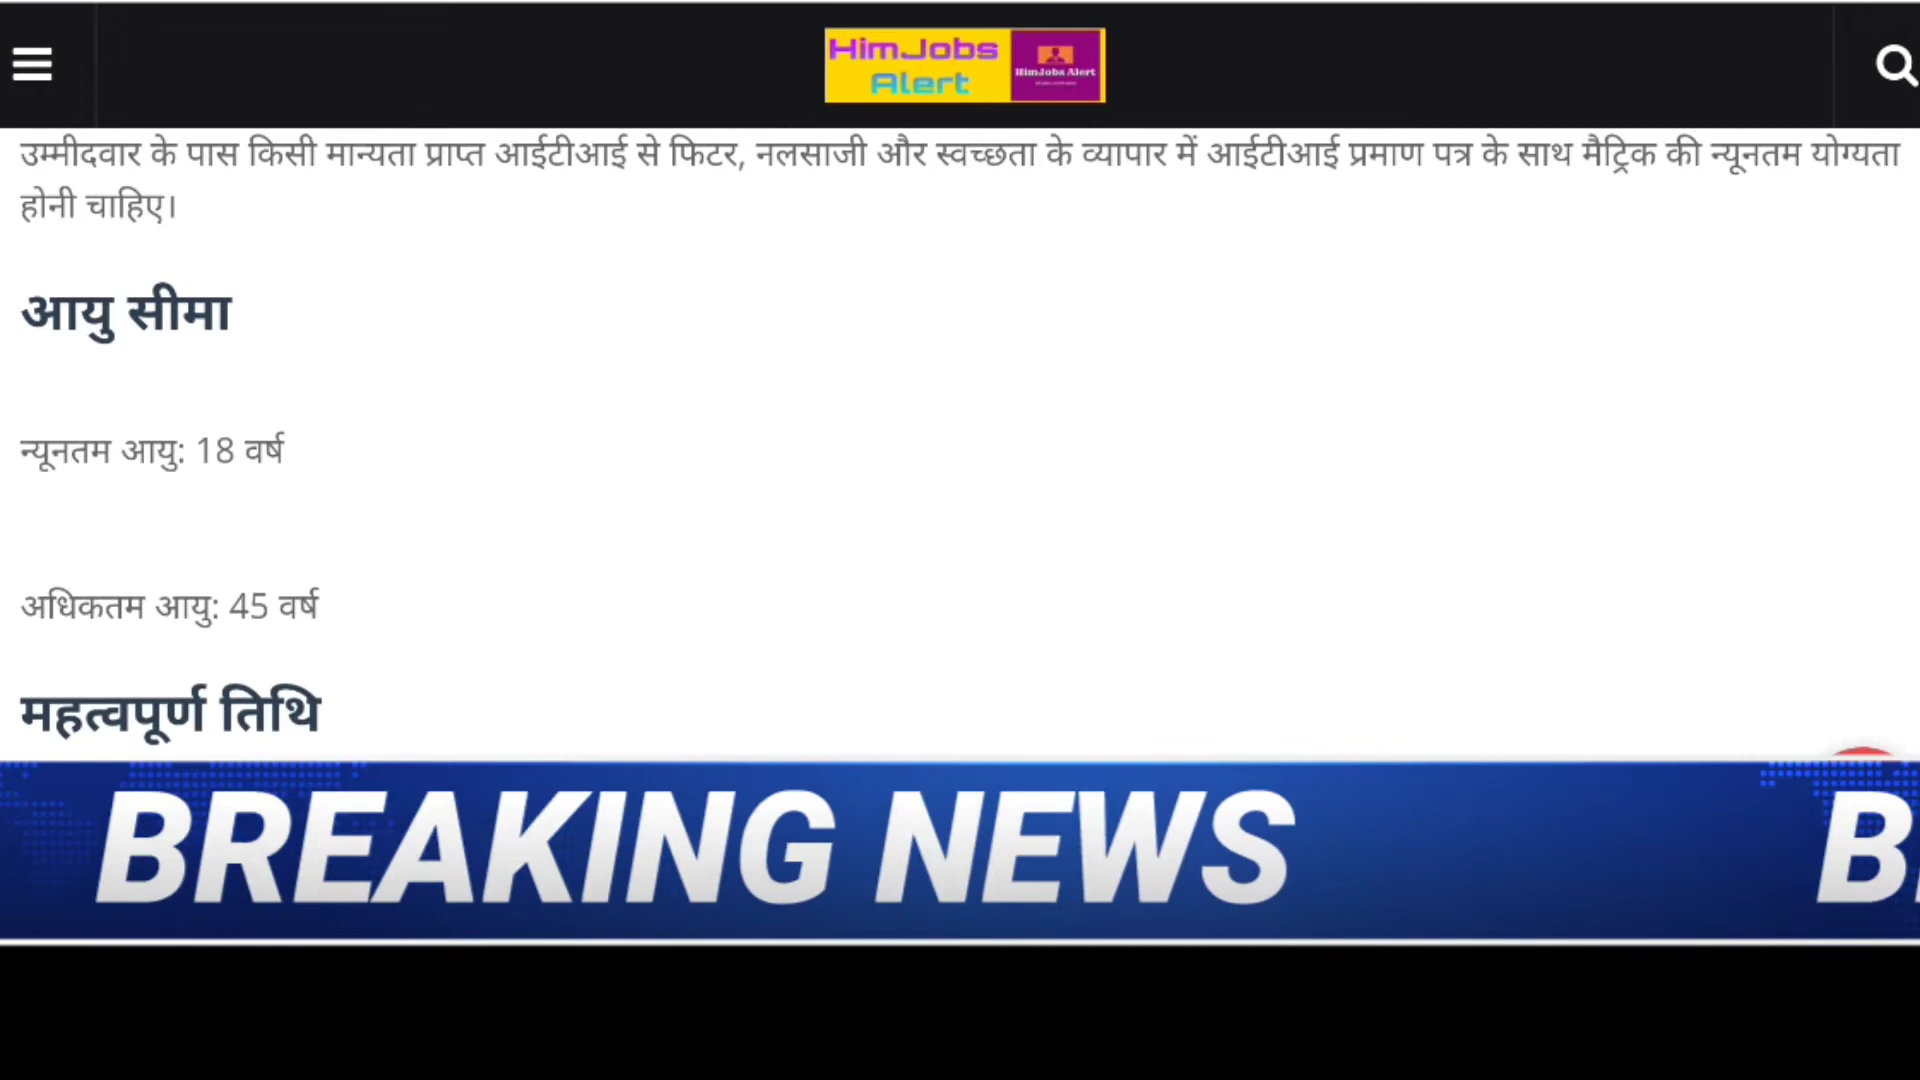 HimJobs
Alert
HimJobs Alert
उम्मीदवार के पास किसी मान्यता प्राप्त आईटीआई से फिटर, नलसाजी और स्वच्छता के व्यापार में आईटीआई प्रमाण पत्र के साथ मैट्रिक की न्यूनतम योग्यता
होनी चाहिए।
आयु सीमा
न्यूनतम आयु: 18 वर्ष
अधिकतम आयु: 45 वर्ष
महत्वपूर्ण तिथि
BREAKING NEWS B